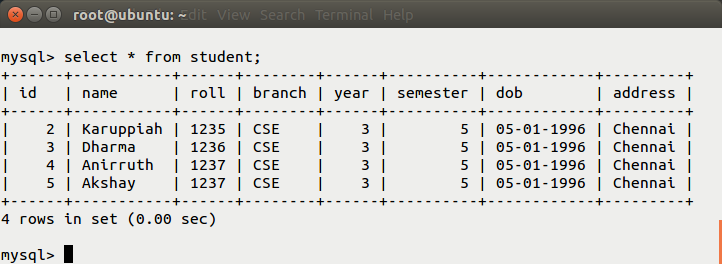 root@ubuntu: ~ Edit View Search Terminal Help
mysql> select * from student;
+------+-----------+------+--------+------+----------+------------+---------+
| id   | name      | roll | branch | year | semester | dob        | address |
+------+-----------+------+--------+------+----------+------------+---------+
|    2 | Karuppiah | 1235 | CSE    |    3 |        5 | 05-01-1996 | Chennai |
|    3 | Dharma    | 1236 | CSE    |    3 |        5 | 05-01-1996 | Chennai |
|    4 | Anirruth  | 1237 | CSE    |    3 |        5 | 05-01-1996 | Chennai |
|    5 | Akshay    | 1237 | CSE    |    3 |        5 | 05-01-1996 | Chennai |
+------+-----------+------+--------+------+----------+------------+---------+
4 rows in set (0.00 sec)
mysql>